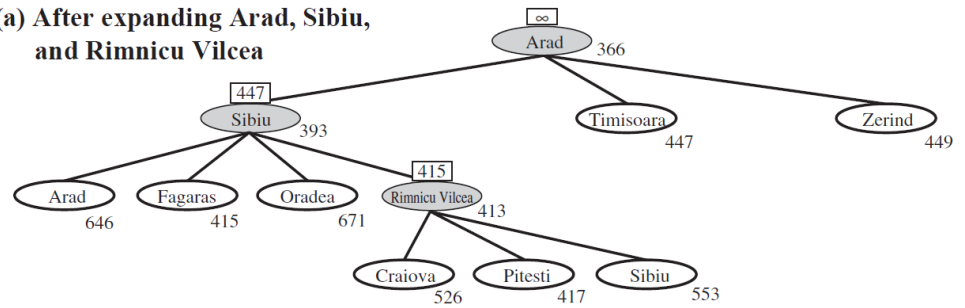 (a) After expanding Arad, Sibiu,
and Rimnicu Vilcea
∞
Arad 366
447
Sibiu 393
Timisoara 447
Zerind 449
Arad 646
Fagaras 415
Oradea 671
415
Rimnicu Vilcea 413
Craiova 526
Pitesti 417
Sibiu 553